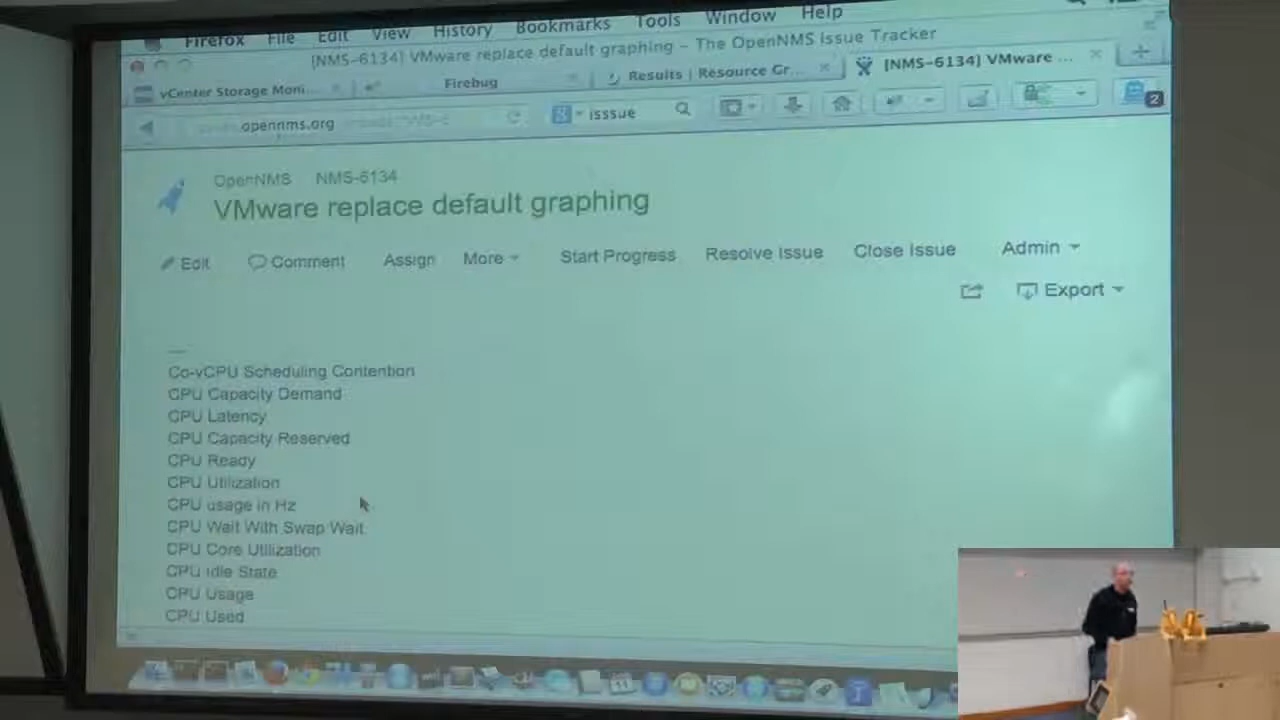 Firefox File Edit View History Bookmarks Tools Window Help
[NMS-6134] VMware replace default graphing – The OpenNMS Issue Tracker
vCenter Storage Moni... Firebug Results | Resource Gr... [NMS-6134] VMware ...
opennms.org isssue 2
OpenNMS NMS-6134
VMware replace default graphing
Edit Comment Assign More Start Progress Resolve Issue Close Issue Admin
Export
Co-vCPU Scheduling Contention
CPU Capacity Demand
CPU Latency
CPU Capacity Reserved
CPU Ready
CPU Utilization
CPU usage in Hz
CPU Wait With Swap Wait
CPU Core Utilization
CPU Idle State
CPU Usage
CPU Used